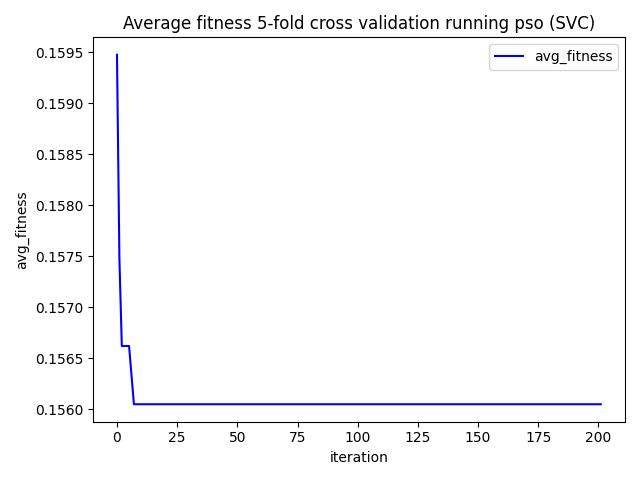 Average fitness 5-fold cross validation running pso (SVC)
avg_fitness
0.1595
0.1590
0.1585
0.1580
0.1575
0.1570
0.1565
0.1560
avg_fitness
0 25 50 75 100 125 150 175 200
iteration